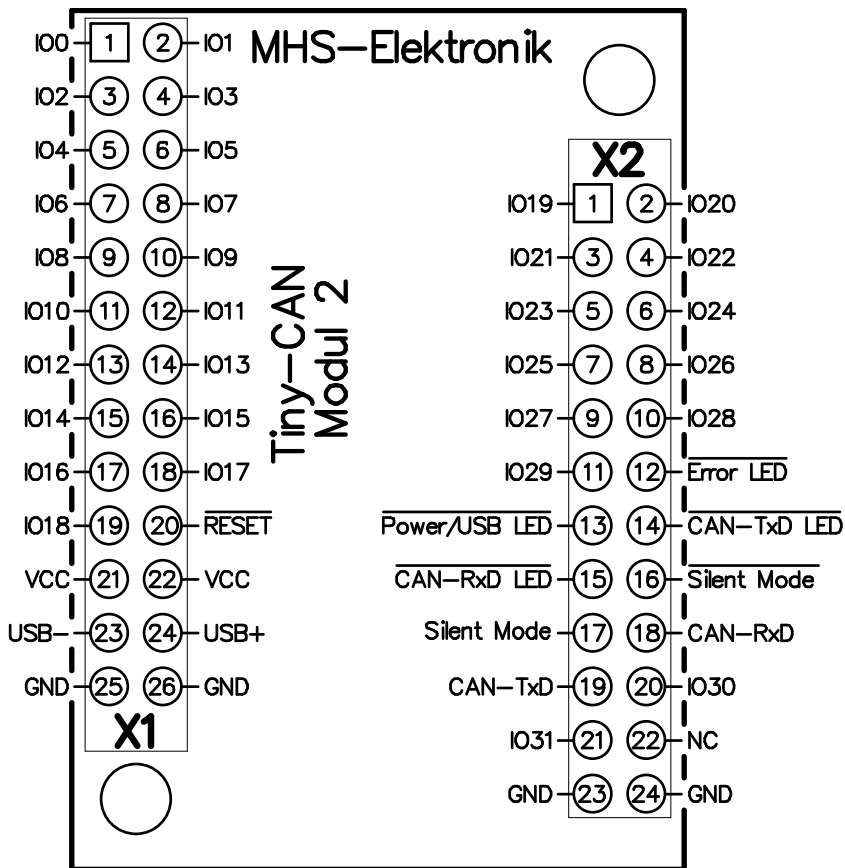 MHS-Elektronik
IO0 1 2 IO1
IO2 3 4 IO3
IO4 5 6 IO5
IO6 7 8 IO7
IO8 9 10 IO9
IO10 11 12 IO11
IO12 13 14 IO13
IO14 15 16 IO15
IO16 17 18 IO17
IO18 19 20 RESET
VCC 21 22 VCC
USB- 23 24 USB+
GND 25 26 GND
X1
Tiny-CAN
Modul 2
X2
IO19 1 2 IO20
IO21 3 4 IO22
IO23 5 6 IO24
IO25 7 8 IO26
IO27 9 10 IO28
IO29 11 12 Error LED
Power/USB LED 13 14 CAN-TxD LED
CAN-RxD LED 15 16 Silent Mode
Silent Mode 17 18 CAN-RxD
CAN-TxD 19 20 IO30
IO31 21 22 NC
GND 23 24 GND